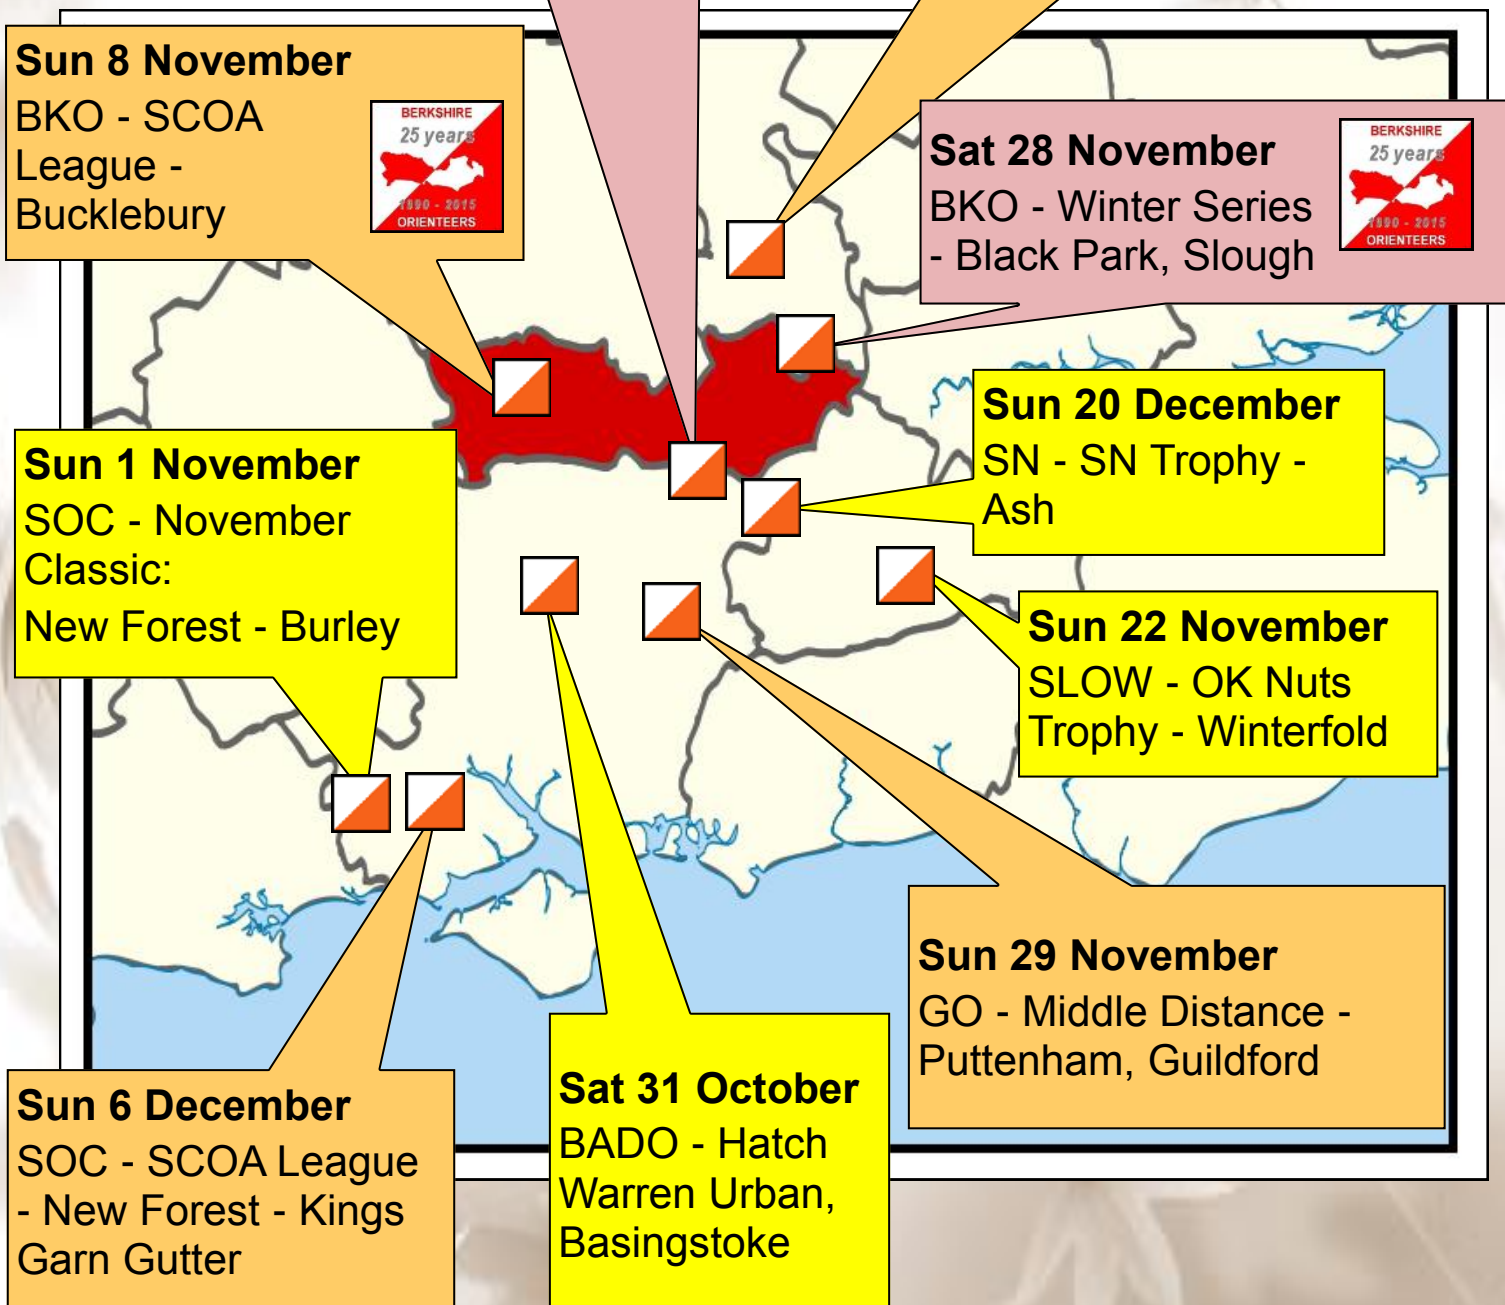 Sun 8 November
BKO - SCOA
League -
Bucklebury
BERKSHIRE
25 years
1990 - 2015
ORIENTEERS
Sat 28 November
BKO - Winter Series
- Black Park, Slough
BERKSHIRE
25 years
1990 - 2015
ORIENTEERS
Sun 20 December
SN - SN Trophy -
Ash
Sun 1 November
SOC - November
Classic:
New Forest - Burley
Sun 22 November
SLOW - OK Nuts
Trophy - Winterfold
Sun 29 November
GO - Middle Distance -
Puttenham, Guildford
Sun 6 December
SOC - SCOA League
- New Forest - Kings
Garn Gutter
Sat 31 October
BADO - Hatch
Warren Urban,
Basingstoke